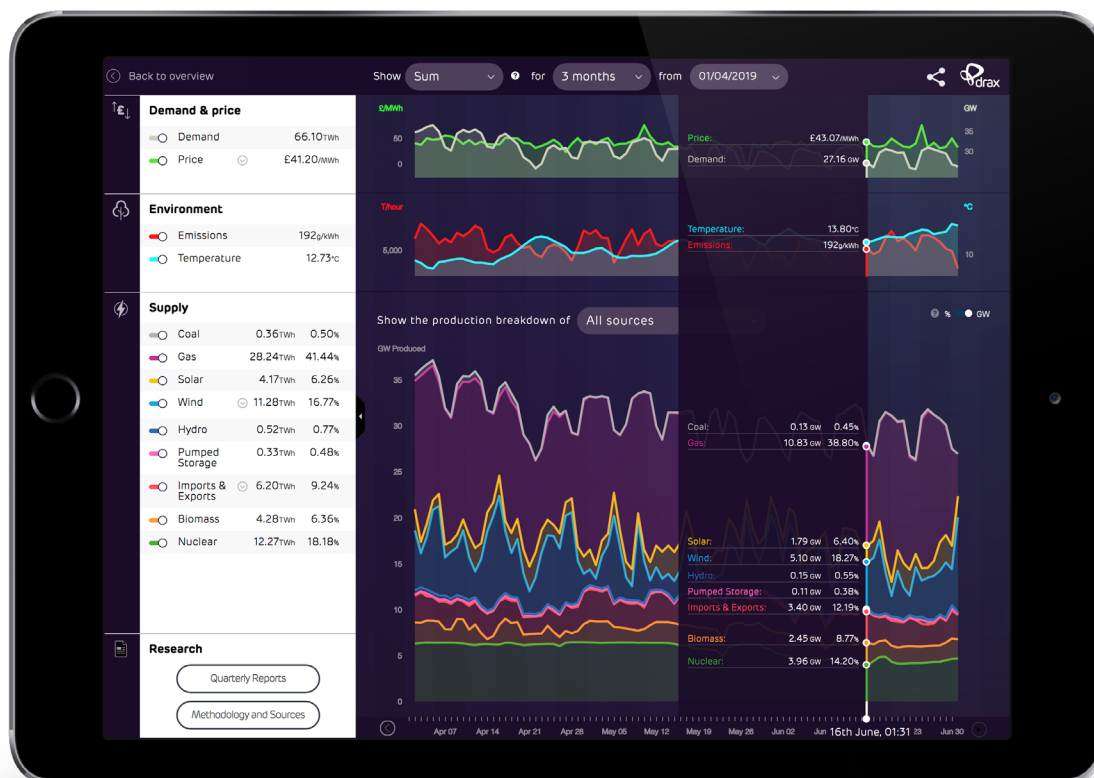 Back to overview
Show Sum ? for 3 months from 01/04/2019
drax
↑£↓
Demand & price
Demand 66.10TWh
Price £41.20/MWh
Environment
Emissions 192g/kWh
Temperature 12.73°C
Supply
Coal 0.36TWh 0.50%
Gas 28.24TWh 41.44%
Solar 4.17TWh 6.26%
Wind 11.28TWh 16.77%
Hydro 0.52TWh 0.77%
Pumped
Storage 0.33TWh 0.48%
Imports &
Exports 6.20TWh 9.24%
Biomass 4.28TWh 6.36%
Nuclear 12.27TWh 18.18%
Research
Quarterly Reports
Methodology and Sources
£/MWh GW
50 35
0 30
Price: £43.07/MWh
Demand: 27.16 GW
T/hour °C
5,000 10
Temperature: 13.80°C
Emissions: 192g/kWh
Show the production breakdown of All sources
? % GW
GW Produced
35
30
25
20
15
10
5
0
Coal: 0.13 GW 0.45%
Gas: 10.83 GW 38.80%
Solar: 1.79 GW 6.40%
Wind: 5.10 GW 18.27%
Hydro: 0.15 GW 0.55%
Pumped Storage: 0.11 GW 0.38%
Imports & Exports: 3.40 GW 12.19%
Biomass: 2.45 GW 8.77%
Nuclear: 3.96 GW 14.20%
Apr 07 Apr 14 Apr 21 Apr 28 May 05 May 12 May 19 May 26 Jun 02 Jun 16th June, 01:31 23 Jun 30